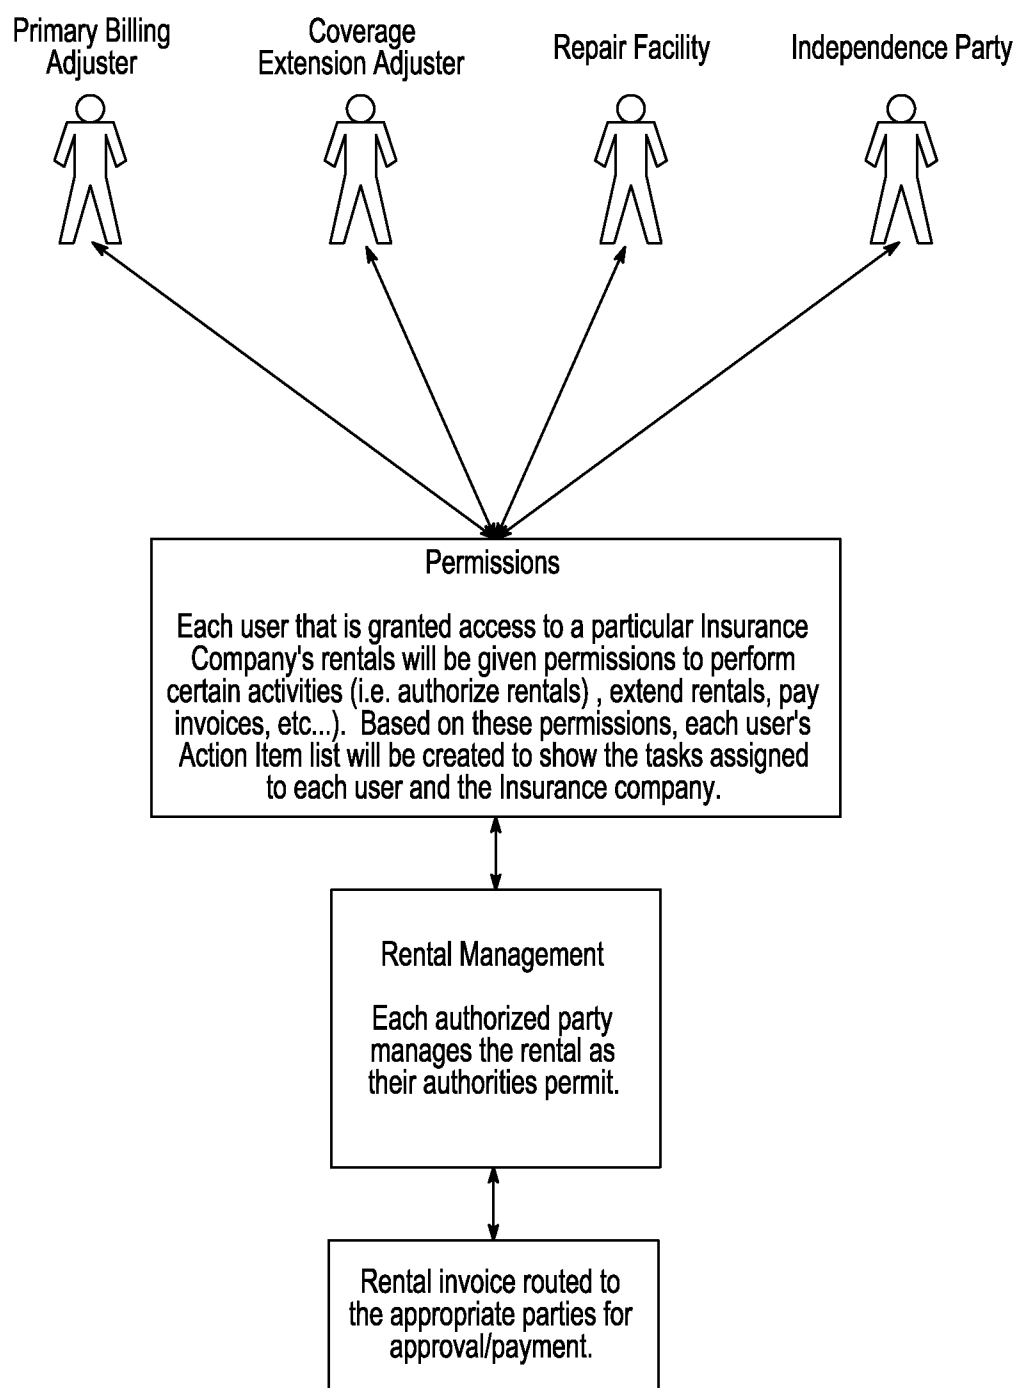 Primary Billing
Adjuster
Coverage
Extension Adjuster
Repair Facility
Independence Party
Permissions
Each user that is granted access to a particular Insurance
Company's rentals will be given permissions to perform
certain activities (i.e. authorize rentals) , extend rentals, pay
invoices, etc...). Based on these permissions, each user's
Action Item list will be created to show the tasks assigned
to each user and the Insurance company.
Rental Management
Each authorized party
manages the rental as
their authorities permit.
Rental invoice routed to
the appropriate parties for
approval/payment.